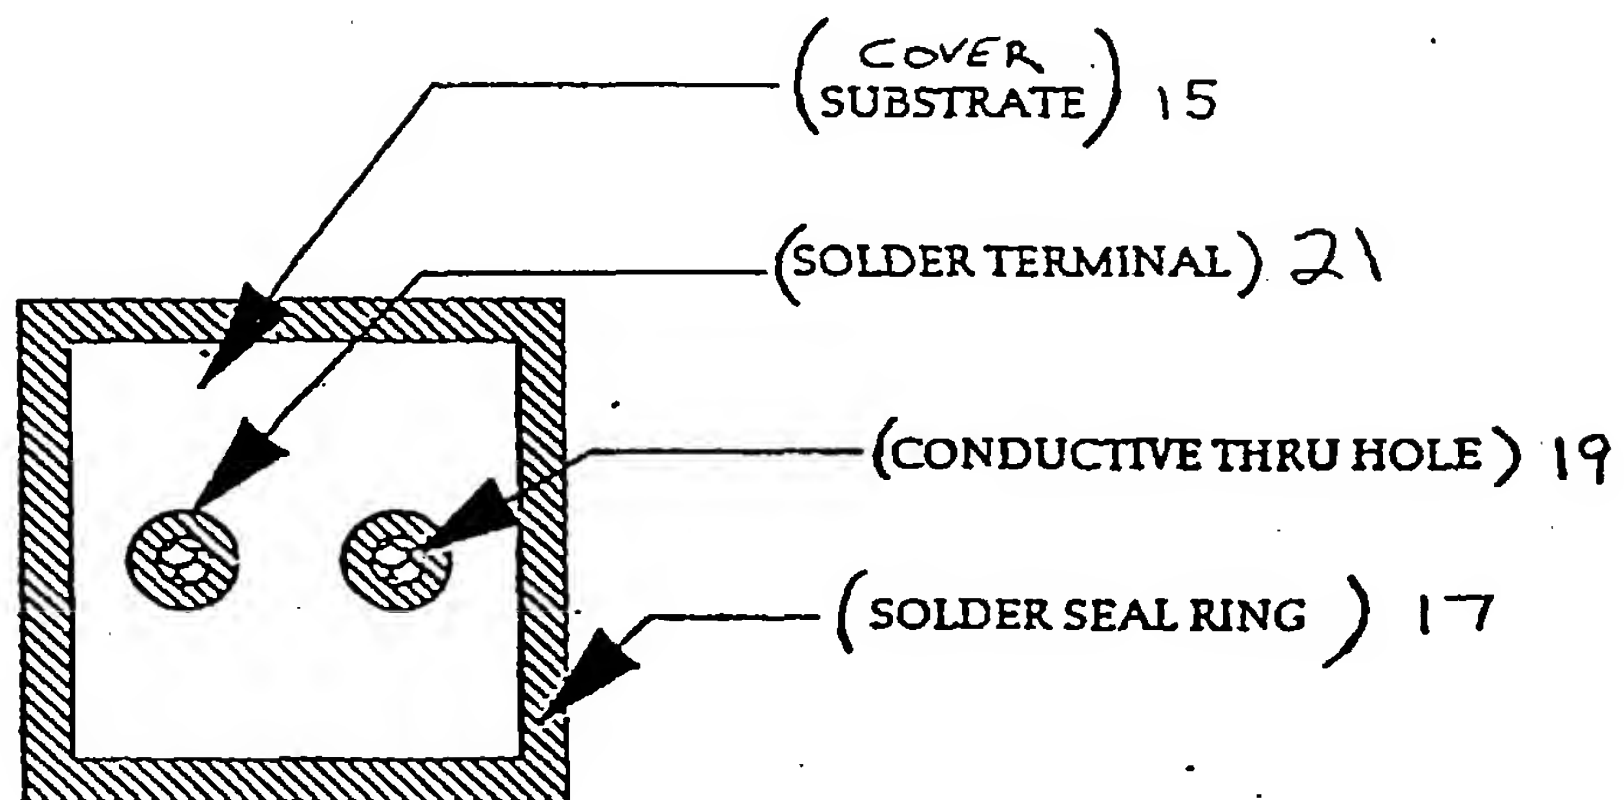 (COVER
SUBSTRATE) 15
(SOLDER TERMINAL) 21
(CONDUCTIVE THRU HOLE) 19
(SOLDER SEAL RING) 17